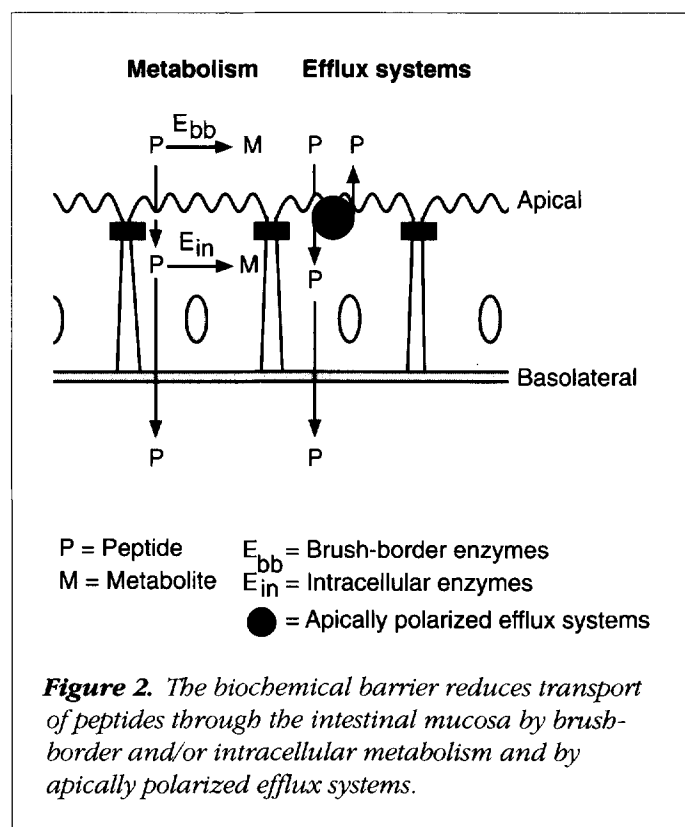 Metabolism Efflux systems
Ebb
P M P P
Apical
Ein
P M P
Basolateral
P P
P = Peptide Ebb = Brush-border enzymes
M = Metabolite Ein = Intracellular enzymes
= Apically polarized efflux systems
Figure 2. The biochemical barrier reduces transport
of peptides through the intestinal mucosa by brush-
border and/or intracellular metabolism and by
apically polarized efflux systems.